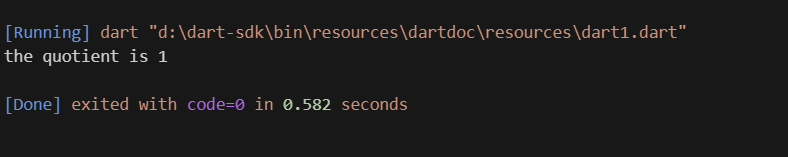 [Running] dart "d:\dart-sdk\bin\resources\dartdoc\resources\dart1.dart"
the quotient is 1
[Done] exited with code=0 in 0.582 seconds